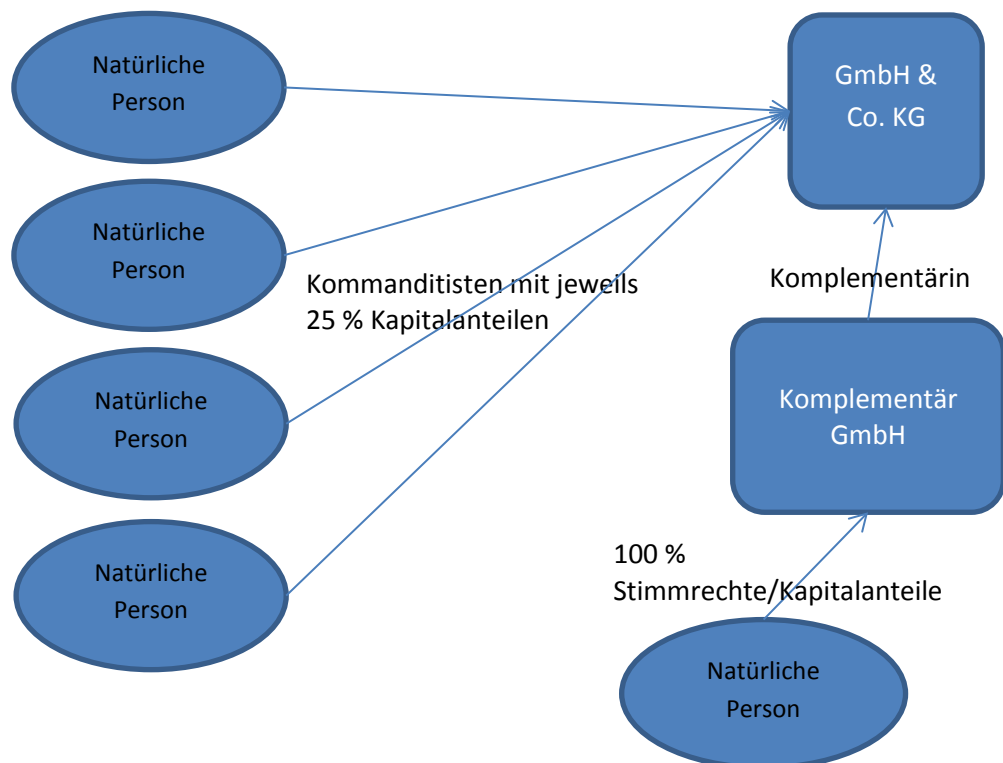 Natürliche
Person
GmbH &
Co. KG
Natürliche
Person
Kommanditisten mit jeweils
25 % Kapitalanteilen
Komplementärin
Natürliche
Person
Komplementär
GmbH
Natürliche
Person
100 %
Stimmrechte/Kapitalanteile
Natürliche
Person